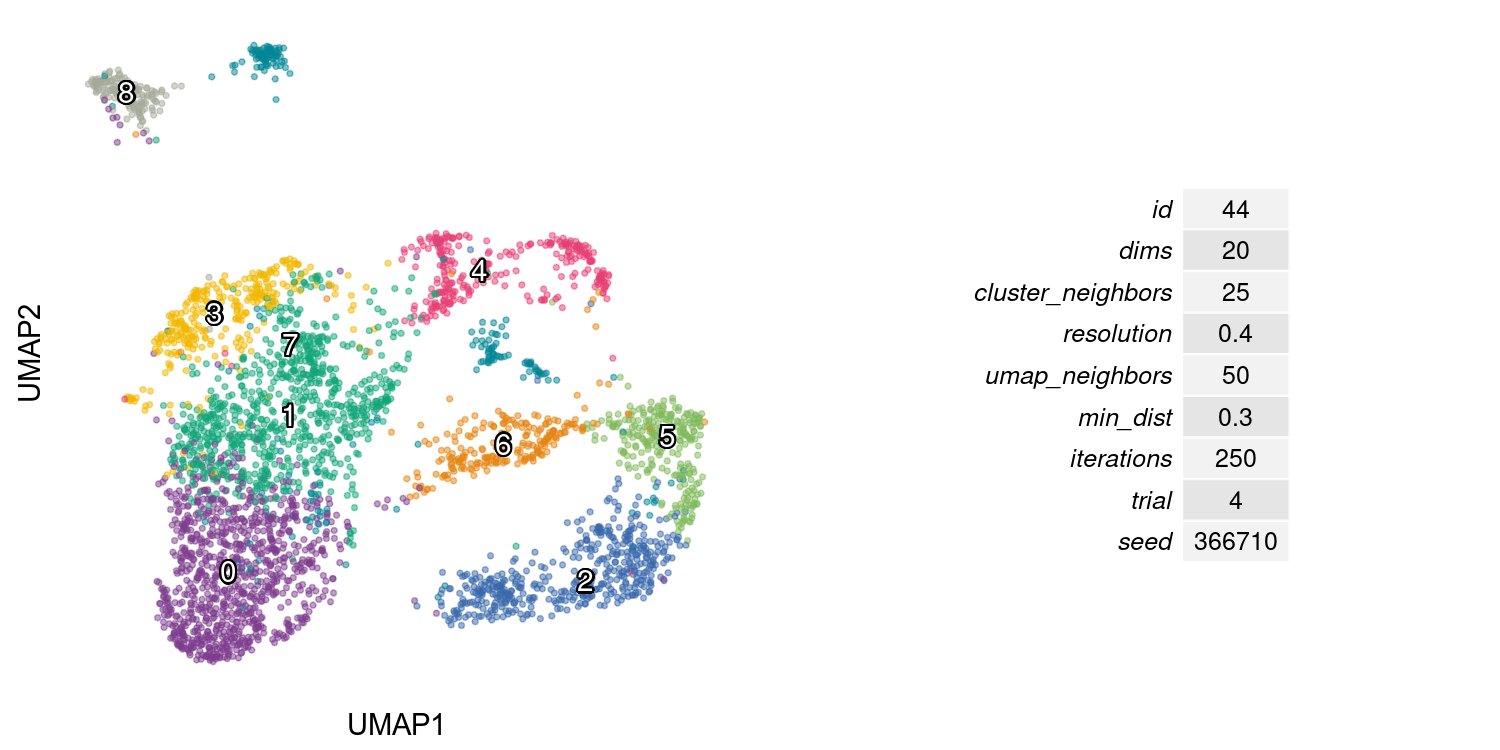 8
4
3
7
1
5
6
0
2
UMAP2
UMAP1
id 44
dims 20
cluster_neighbors 25
resolution 0.4
umap_neighbors 50
min_dist 0.3
iterations 250
trial 4
seed 366710